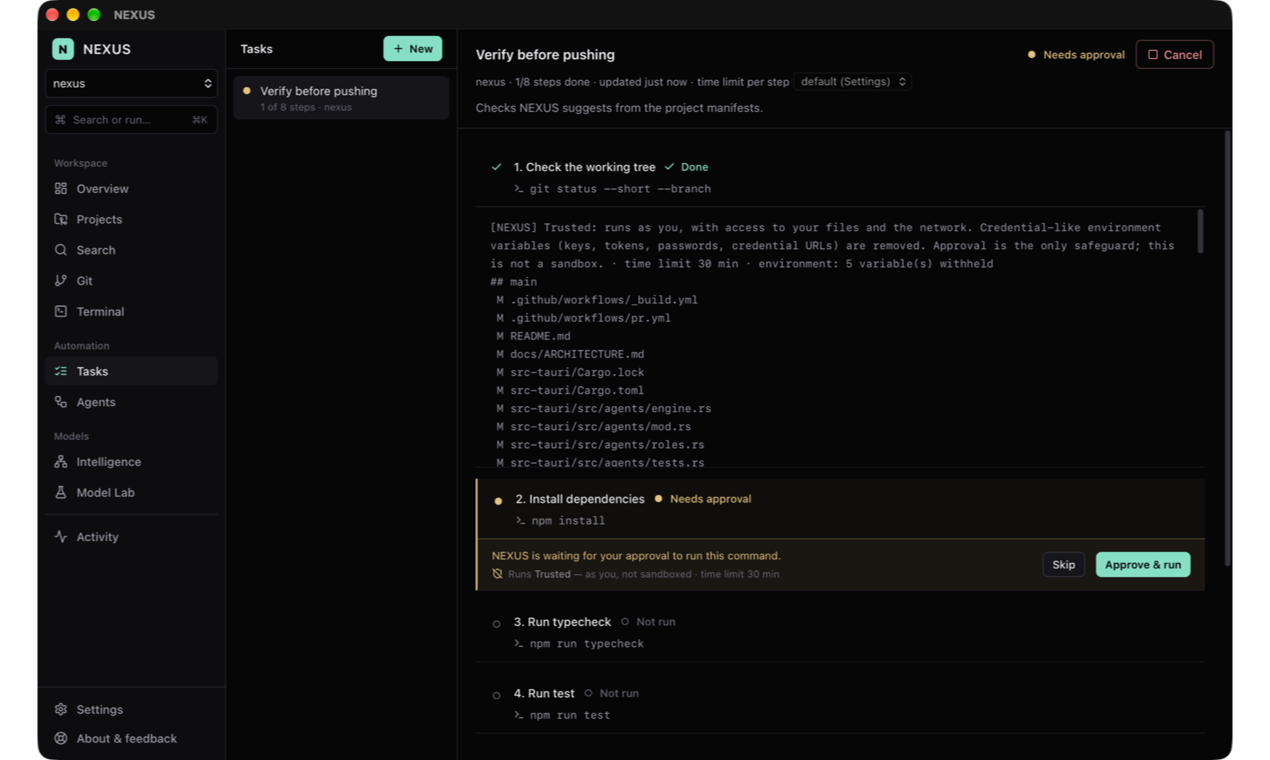 NEXUS
N NEXUS
nexus
⌘ Search or run... ⌘K
Workspace
Overview
Projects
Search
Git
Terminal
Automation
Tasks
Agents
Models
Intelligence
Model Lab
Activity
Settings
About & feedback
Tasks
+ New
Verify before pushing
1 of 8 steps · nexus
Verify before pushing
Needs approval
Cancel
nexus · 1/8 steps done · updated just now · time limit per step default (Settings)
Checks NEXUS suggests from the project manifests.
1. Check the working tree ✓ Done
>_ git status --short --branch
[NEXUS] Trusted: runs as you, with access to your files and the network. Credential-like environment
variables (keys, tokens, passwords, credential URLs) are removed. Approval is the only safeguard; this
is not a sandbox. · time limit 30 min · environment: 5 variable(s) withheld
## main
M .github/workflows/_build.yml
M .github/workflows/pr.yml
M README.md
M docs/ARCHITECTURE.md
M src-tauri/Cargo.lock
M src-tauri/Cargo.toml
M src-tauri/src/agents/engine.rs
M src-tauri/src/agents/mod.rs
M src-tauri/src/agents/roles.rs
M src-tauri/src/agents/tests.rs
2. Install dependencies Needs approval
>_ npm install
NEXUS is waiting for your approval to run this command.
Runs Trusted — as you, not sandboxed · time limit 30 min
Skip
Approve & run
3. Run typecheck Not run
>_ npm run typecheck
4. Run test Not run
>_ npm run test